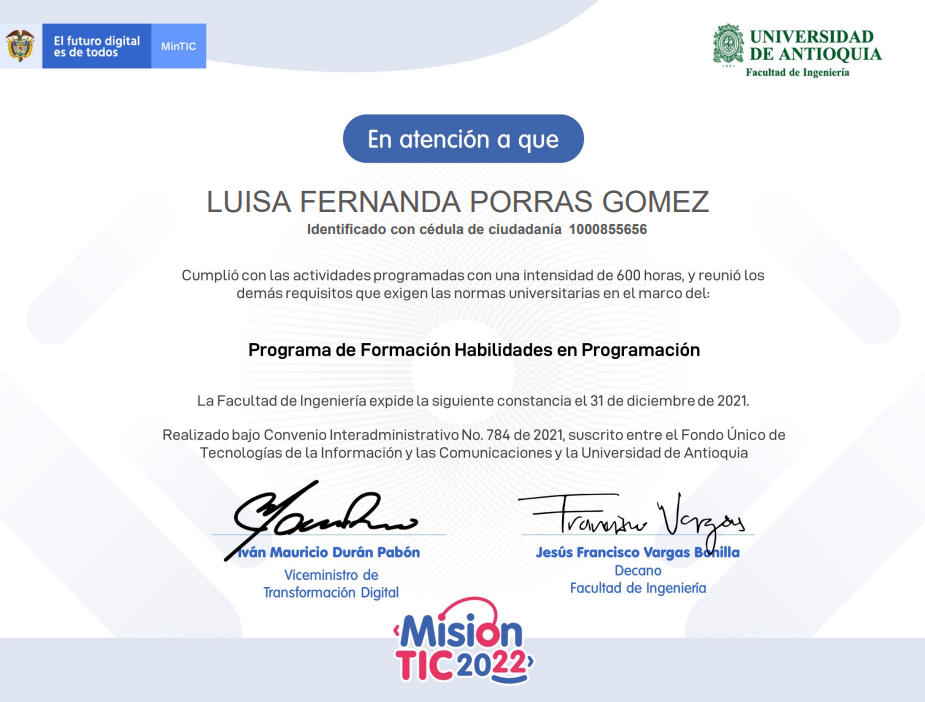 El futuro digital
es de todos
MinTIC
UNIVERSIDAD
DE ANTIOQUIA
Facultad de Ingeniería
En atención a que
LUISA FERNANDA PORRAS GOMEZ
Identificado con cédula de ciudadanía 1000855656
Cumplió con las actividades programadas con una intensidad de 600 horas, y reunió los
demás requisitos que exigen las normas universitarias en el marco del:
Programa de Formación Habilidades en Programación
La Facultad de Ingeniería expide la siguiente constancia el 31 de diciembre de 2021.
Realizado bajo Convenio Interadministrativo No. 784 de 2021, suscrito entre el Fondo Único de
Tecnologías de la Información y las Comunicaciones y la Universidad de Antioquia
Francisco Vargas
Iván Mauricio Durán Pabón
Viceministro de
Transformación Digital
Jesús Francisco Vargas Bonilla
Decano
Facultad de Ingeniería
‹Misión
TIC 2022›